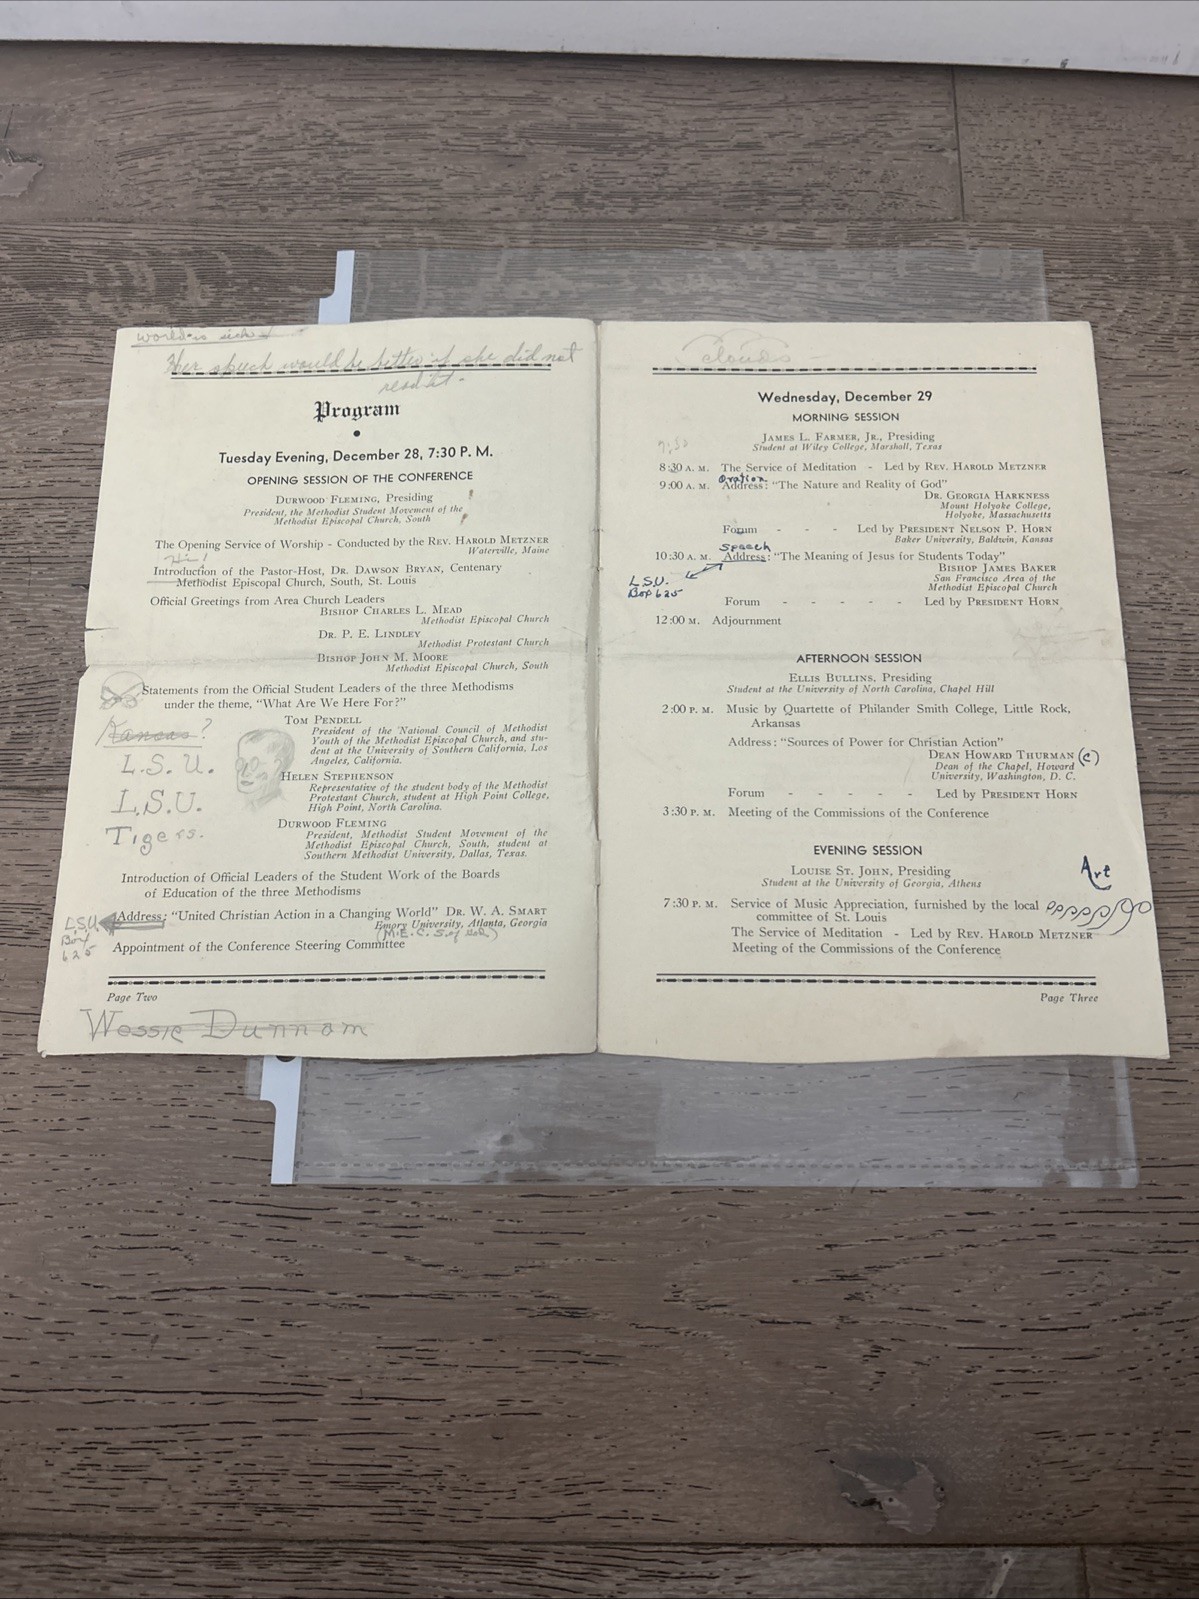 world is sick
Her speech would be better if she did not
read it.
Program
Tuesday Evening, December 28, 7:30 P. M.
OPENING SESSION OF THE CONFERENCE
DURWOOD FLEMING, Presiding
President, the Methodist Student Movement of the
Methodist Episcopal Church, South
The Opening Service of Worship - Conducted by the REV. HAROLD METZNER
Waterville, Maine
Hi!
Introduction of the Pastor-Host, DR. DAWSON BRYAN, Centenary
Methodist Episcopal Church, South, St. Louis
Official Greetings from Area Church Leaders
BISHOP CHARLES L. MEAD
Methodist Episcopal Church
DR. P. E. LINDLEY
Methodist Protestant Church
BISHOP JOHN M. MOORE
Methodist Episcopal Church, South
Statements from the Official Student Leaders of the three Methodisms
under the theme, "What Are We Here For?"
Kansas?
L.S.U.
L.S.U.
Tigers.
TOM PENDELL
President of the National Council of Methodist
Youth of the Methodist Episcopal Church, and stu-
dent at the University of Southern California, Los
Angeles, California.
HELEN STEPHENSON
Representative of the student body of the Methodist
Protestant Church, student at High Point College,
High Point, North Carolina.
DURWOOD FLEMING
President, Methodist Student Movement of the
Methodist Episcopal Church, South, student at
Southern Methodist University, Dallas, Texas.
Introduction of Official Leaders of the Student Work of the Boards
of Education of the three Methodisms
L.S.U.
Box
625
Address: "United Christian Action in a Changing World" DR. W. A. SMART
Emory University, Atlanta, Georgia
Appointment of the Conference Steering Committee
Page Two
Wessie Dunnam
clouds
Wednesday, December 29
MORNING SESSION
JAMES L. FARMER, JR., Presiding
Student at Wiley College, Marshall, Texas
7:30
8:30 A. M. The Service of Meditation - Led by REV. HAROLD METZNER
Oration
9:00 A. M. Address: "The Nature and Reality of God"
DR. GEORGIA HARKNESS
Mount Holyoke College,
Holyoke, Massachusetts
Forum - - - Led by PRESIDENT NELSON P. HORN
Baker University, Baldwin, Kansas
Speech
10:30 A. M. Address: "The Meaning of Jesus for Students Today"
L.S.U.
Box 625
BISHOP JAMES BAKER
San Francisco Area of the
Methodist Episcopal Church
Forum - - - - - Led by PRESIDENT HORN
12:00 M. Adjournment
AFTERNOON SESSION
ELLIS BULLINS, Presiding
Student at the University of North Carolina, Chapel Hill
2:00 P. M. Music by Quartette of Philander Smith College, Little Rock,
Arkansas
Address: "Sources of Power for Christian Action"
DEAN HOWARD THURMAN (c)
Dean of the Chapel, Howard
University, Washington, D. C.
Forum - - - - - Led by PRESIDENT HORN
3:30 P. M. Meeting of the Commissions of the Conference
EVENING SESSION
LOUISE ST. JOHN, Presiding
Student at the University of Georgia, Athens
Art
7:30 P. M. Service of Music Appreciation, furnished by the local
committee of St. Louis
The Service of Meditation - Led by REV. HAROLD METZNER
Meeting of the Commissions of the Conference
Page Three